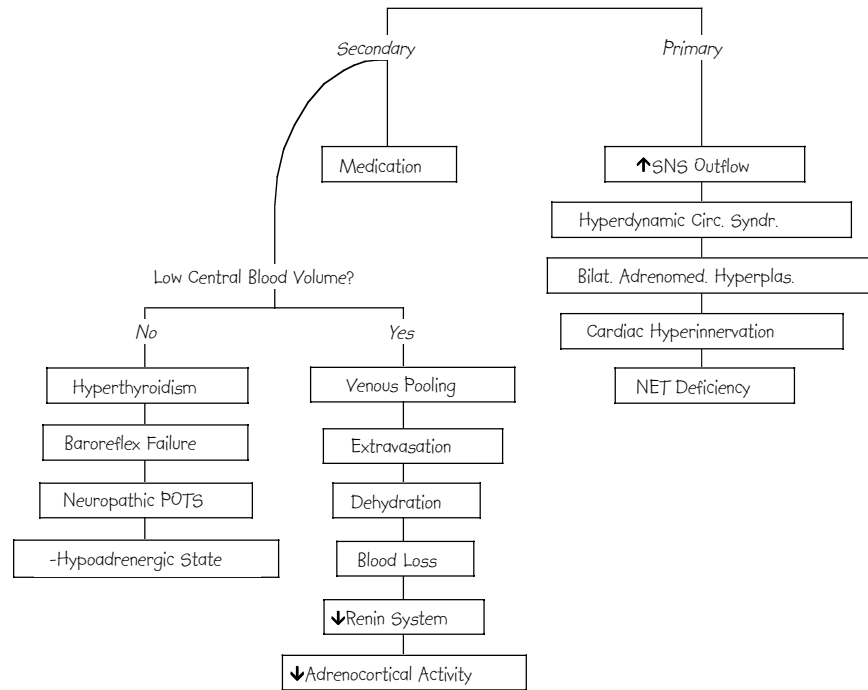 Secondary
Primary
Medication
↑SNS Outflow
Hyperdynamic Circ. Syndr.
Low Central Blood Volume?
Bilat. Adrenomed. Hyperplas.
No
Yes
Cardiac Hyperinnervation
Hyperthyroidism
Venous Pooling
NET Deficiency
Baroreflex Failure
Extravasation
Neuropathic POTS
Dehydration
-Hypoadrenergic State
Blood Loss
↓Renin System
↓Adrenocortical Activity